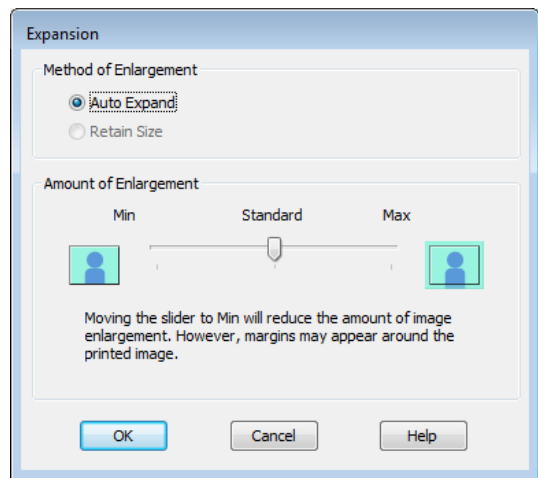 Expansion
Method of Enlargement
Auto Expand
Retain Size
Amount of Enlargement
Min Standard Max
Moving the slider to Min will reduce the amount of image
enlargement. However, margins may appear around the
printed image.
OK Cancel Help